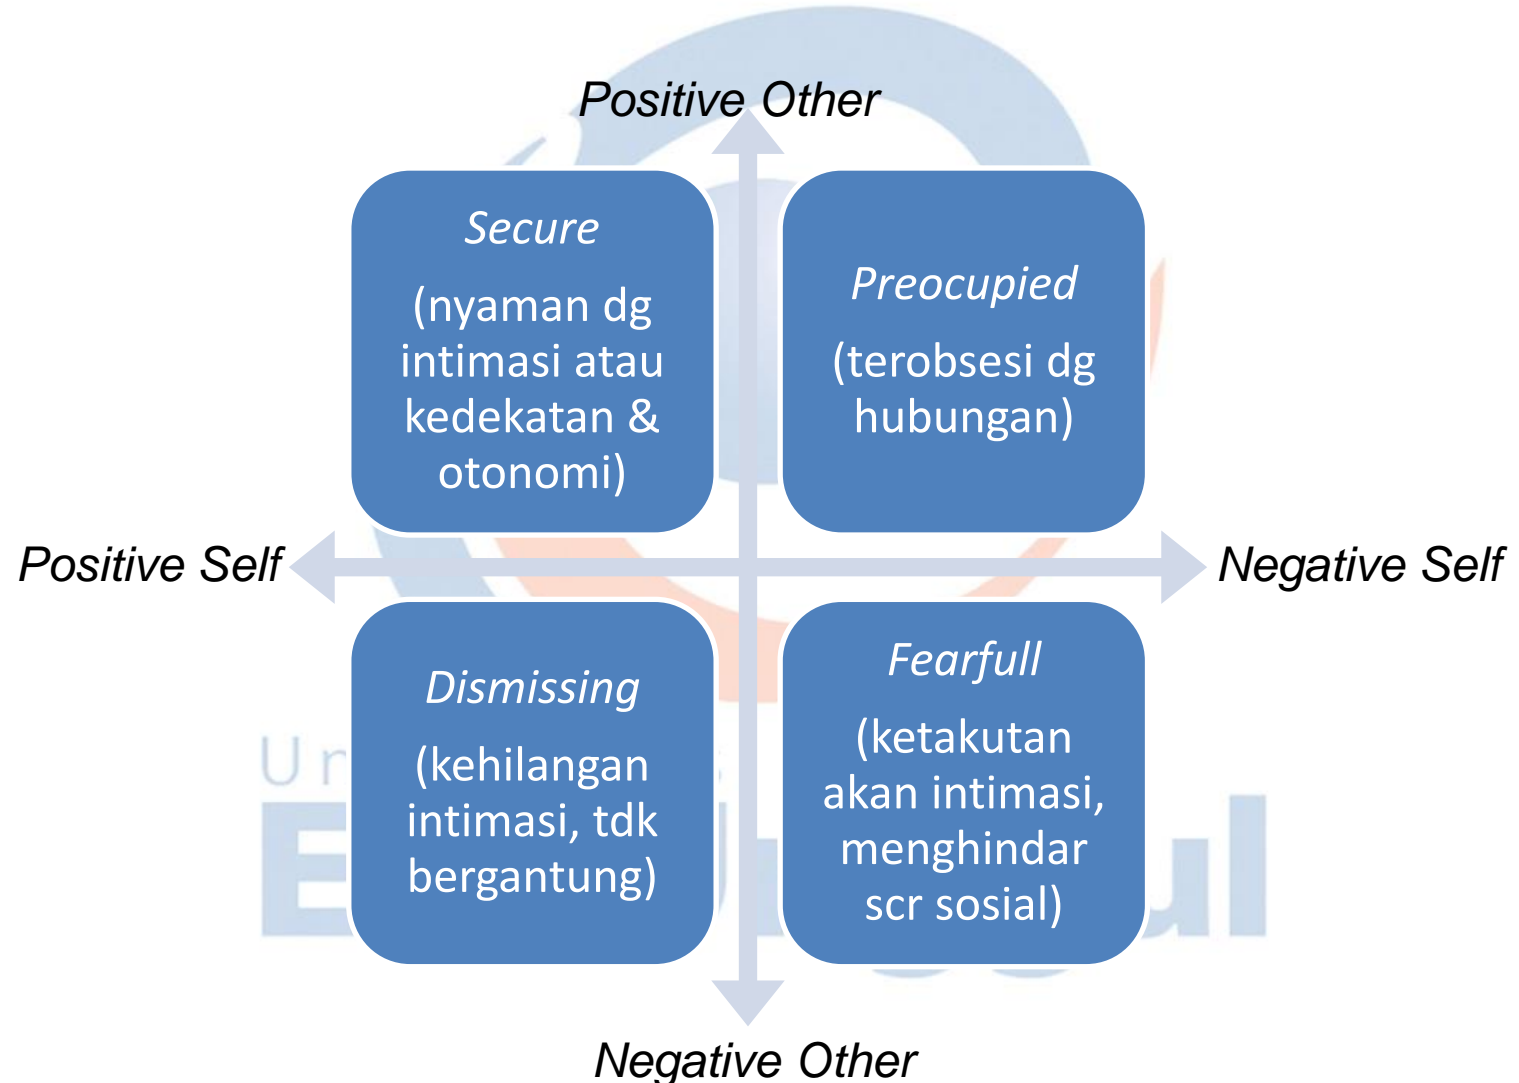 Positive Other
Secure
(nyaman dg
intimasi atau
kedekatan &
otonomi)
Preocupied
(terobsesi dg
hubungan)
Positive Self
Negative Self
Dismissing
(kehilangan
intimasi, tdk
bergantung)
Fearfull
(ketakutan
akan intimasi,
menghindar
scr sosial)
Negative Other